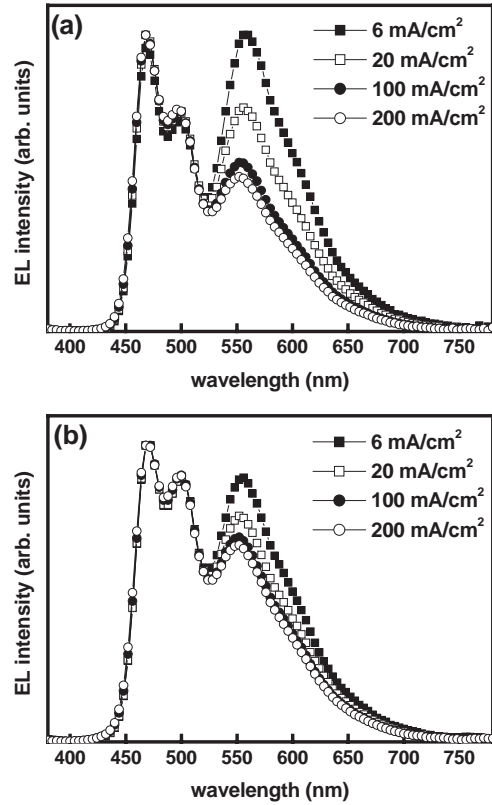 (a)
6 mA/cm²
20 mA/cm²
100 mA/cm²
200 mA/cm²
EL intensity (arb. units)
400 450 500 550 600 650 700 750
wavelength (nm)
(b)
6 mA/cm²
20 mA/cm²
100 mA/cm²
200 mA/cm²
EL intensity (arb. units)
400 450 500 550 600 650 700 750
wavelength (nm)